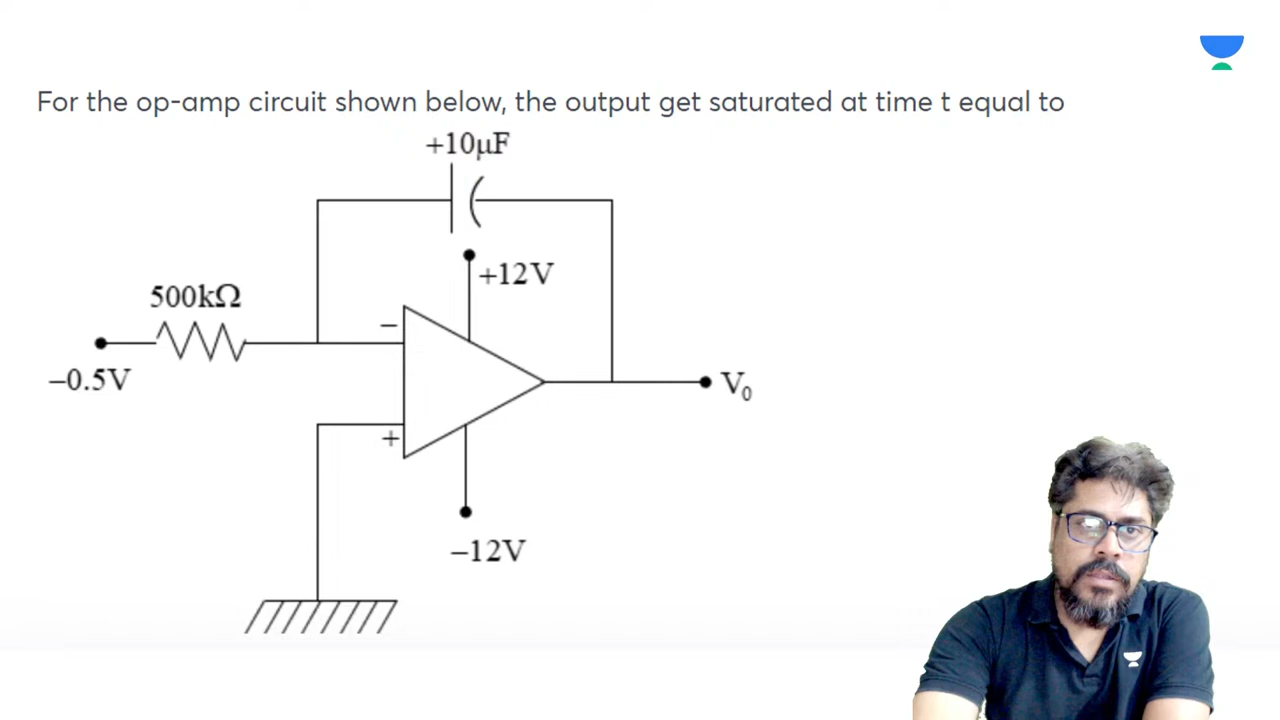 For the op-amp circuit shown below, the output get saturated at time t equal to
+10μF
+12V
500kΩ
−
−0.5V
V₀
+
−12V